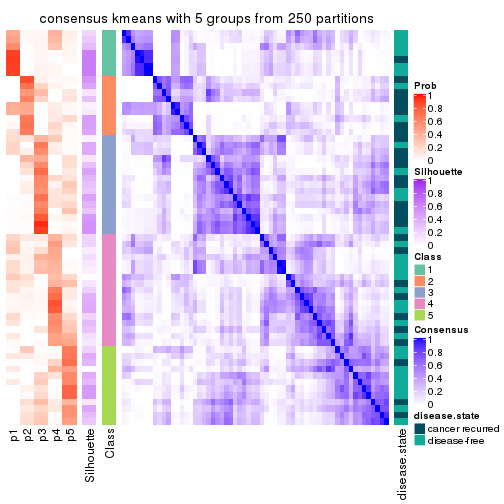 consensus kmeans with 5 groups from 250 partitions
Prob
1
0.8
0.6
0.4
0.2
0
Silhouette
1
0.8
0.6
0.4
0.2
0
Class
1
2
3
4
5
Consensus
1
0.8
0.6
0.4
0.2
0
disease.state
cancer recurred
disease-free
p1
p2
p3
p4
p5
Silhouette
Class
disease.state